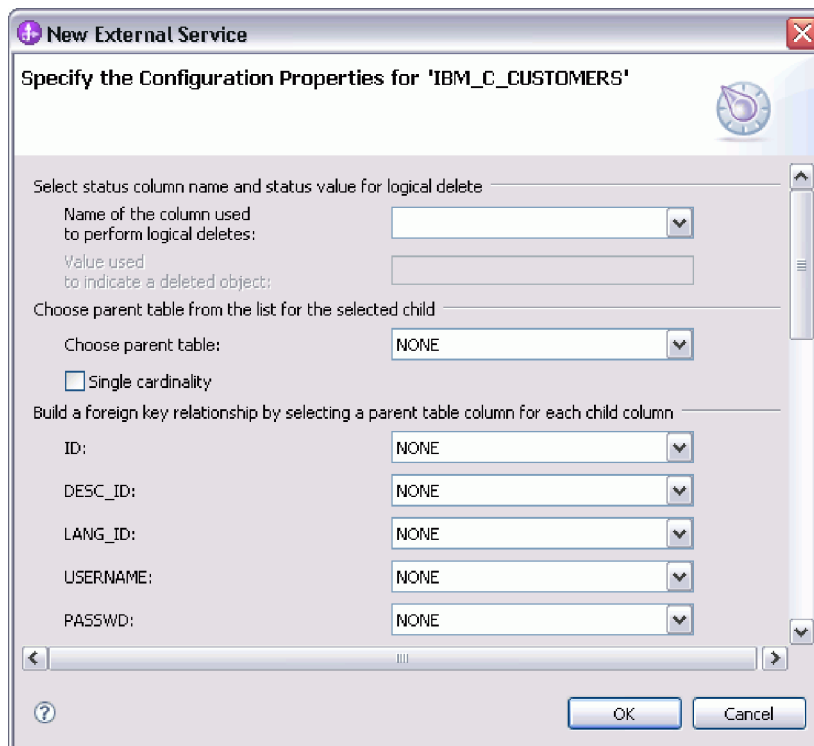 New External Service
Specify the Configuration Properties for 'IBM_C_CUSTOMERS'
Select status column name and status value for logical delete
Name of the column used
to perform logical deletes:
Value used
to indicate a deleted object:
Choose parent table from the list for the selected child
Choose parent table: NONE
Single cardinality
Build a foreign key relationship by selecting a parent table column for each child column
ID: NONE
DESC_ID: NONE
LANG_ID: NONE
USERNAME: NONE
PASSWD: NONE
? OK Cancel